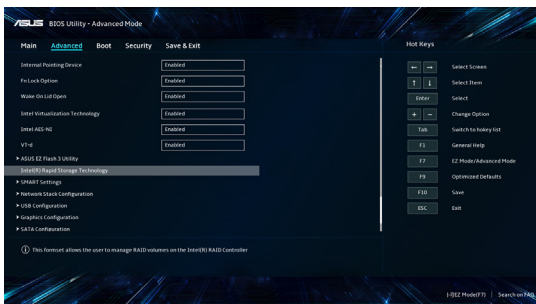 ASUS BIOS Utility - Advanced Mode
Main Advanced Boot Security Save & Exit
Hot Keys
Internal Pointing Device Enabled
Fn Lock Option Enabled
Wake On Lid Open Enabled
Intel Virtualization Technology Enabled
Intel AES-NI Enabled
VT-d Enabled
ASUS EZ Flash 3 Utility
Intel(R) Rapid Storage Technology
SMART Settings
Network Stack Configuration
USB Configuration
Graphics Configuration
SATA Configuration
This formset allows the user to manage RAID volumes on the Intel(R) RAID Controller
← → Select Screen
↑ ↓ Select Item
Enter Select
+ − Change Option
Tab Switch to hokey list
F1 General Help
F7 EZ Mode/Advanced Mode
F9 Optimized Defaults
F10 Save
ESC Exit
EZ Mode(F7) | Search on FAQ